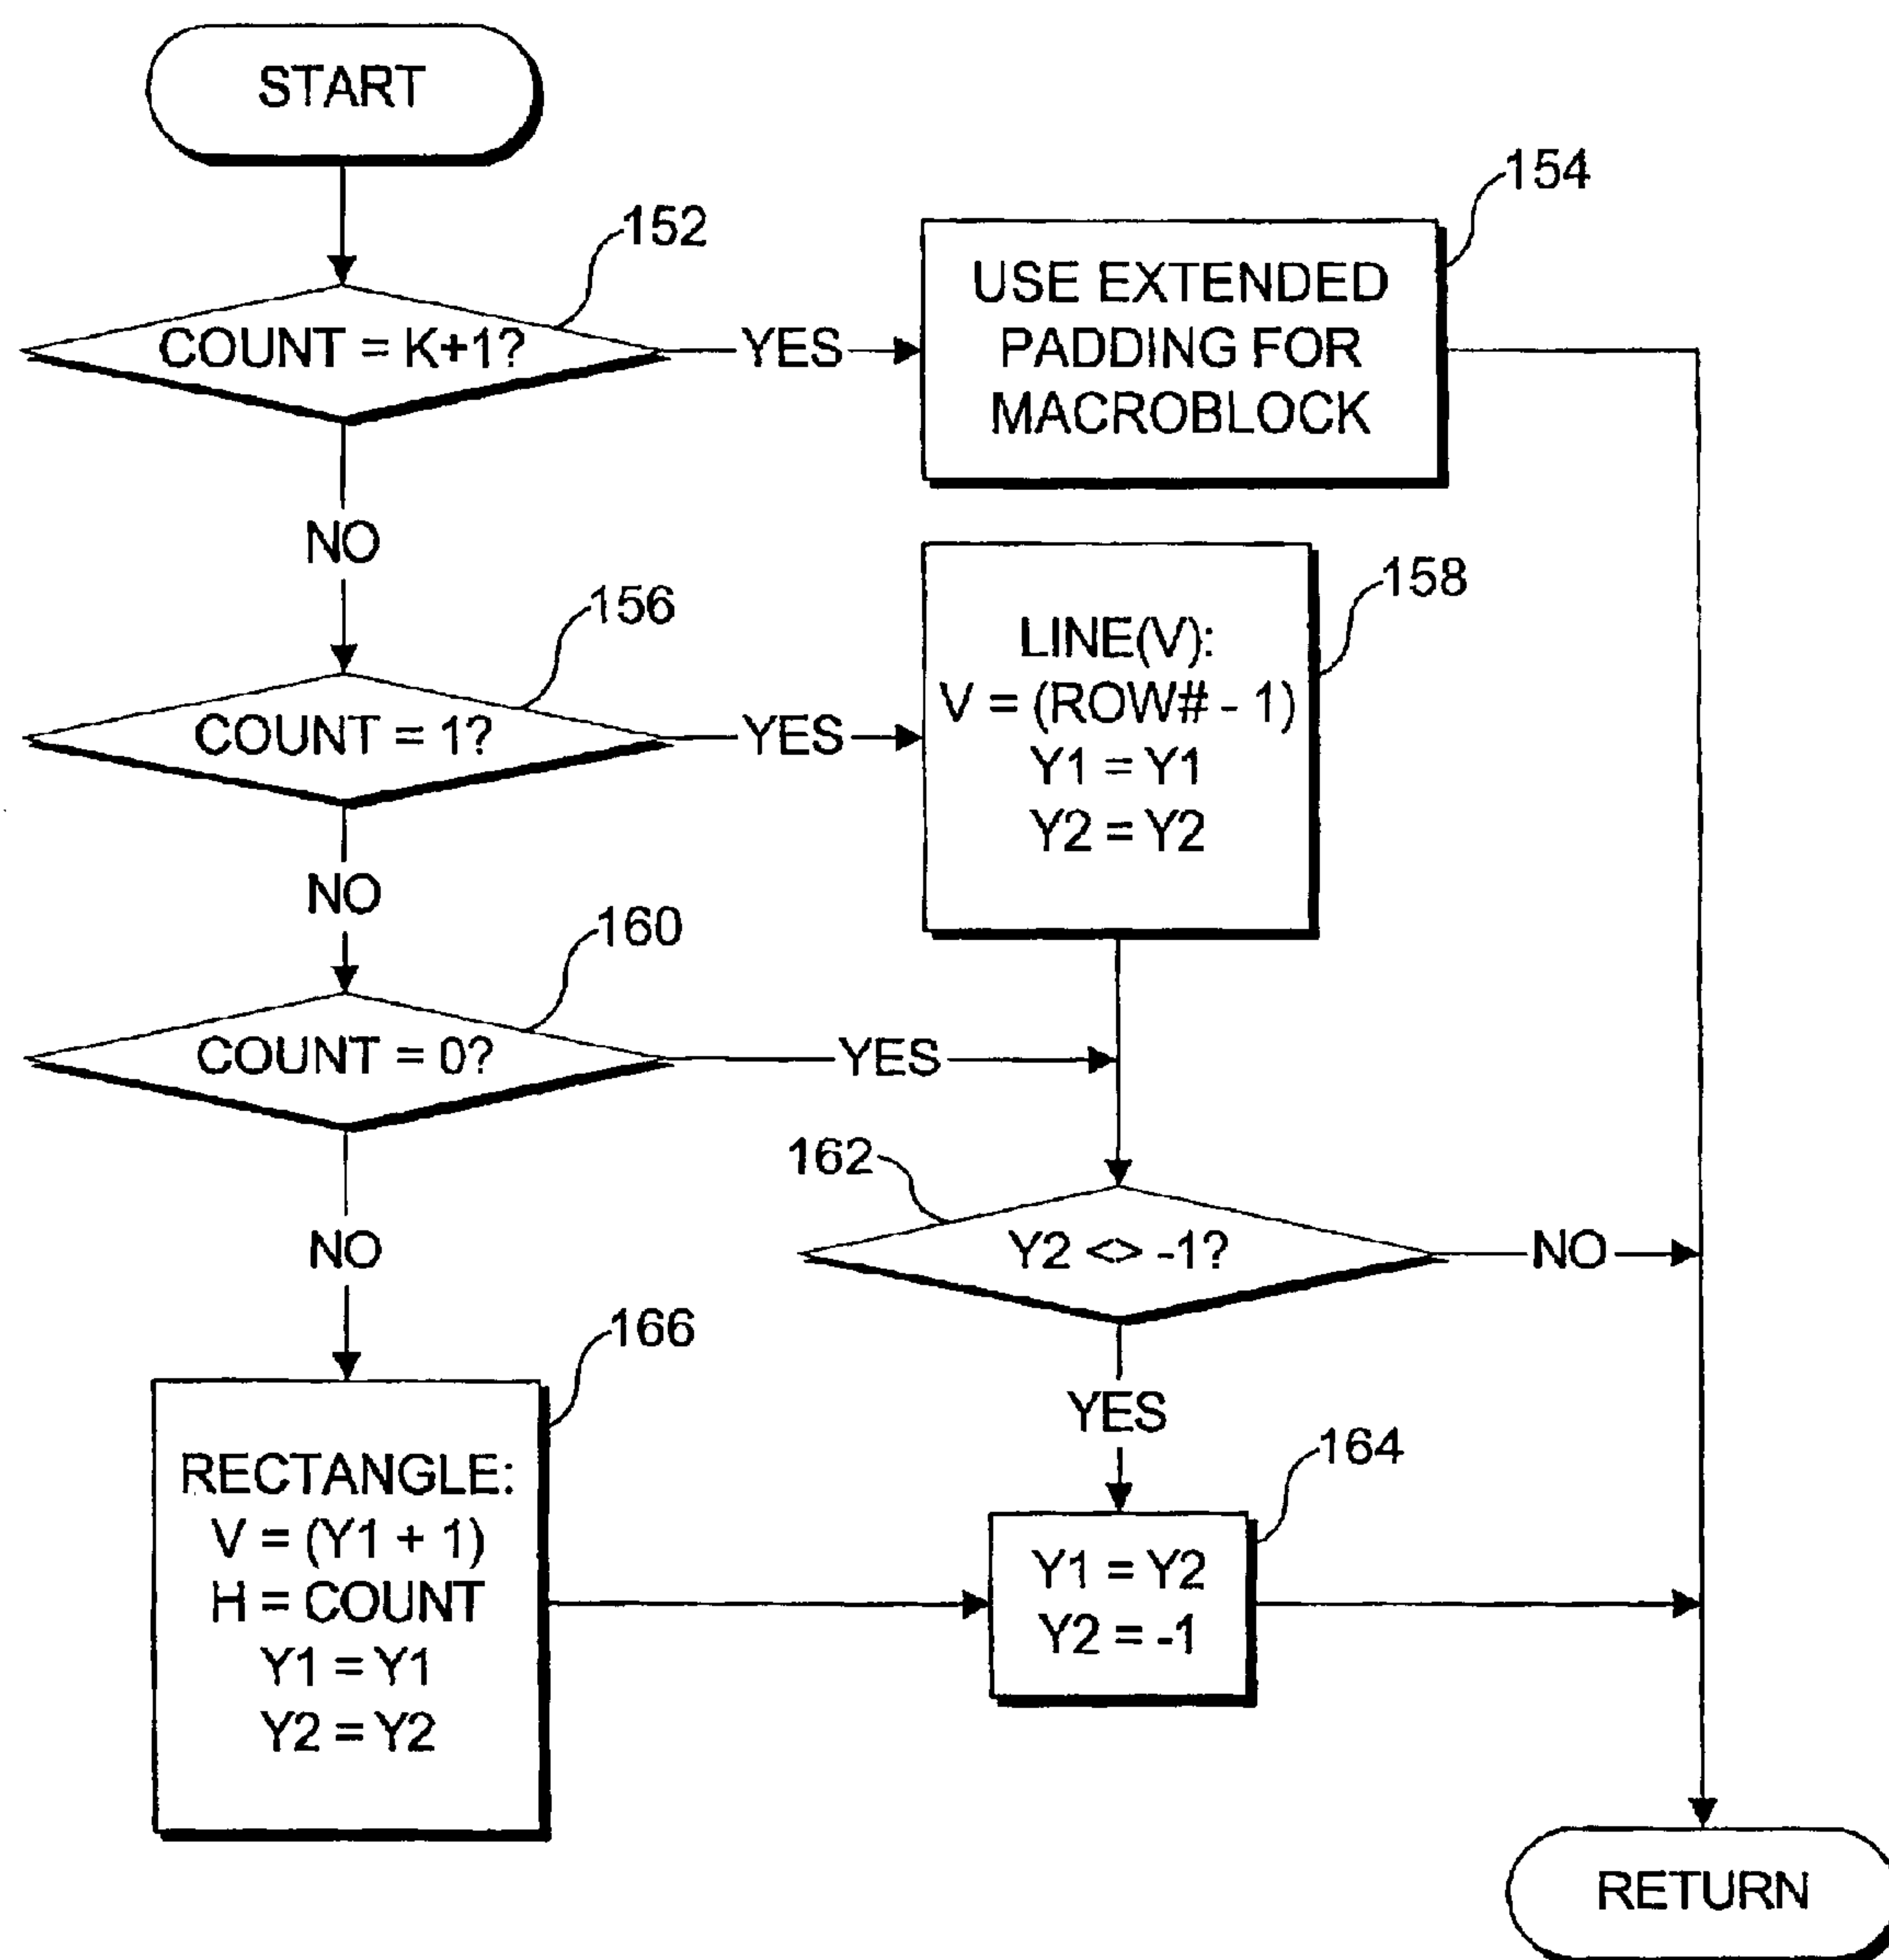 START
152
COUNT = K+1?
YES
154
USE EXTENDED
PADDING FOR
MACROBLOCK
NO
156
COUNT = 1?
YES
158
LINE(V):
V = (ROW# - 1)
Y1 = Y1
Y2 = Y2
NO
160
COUNT = 0?
YES
162
Y2 <> -1?
NO
NO
YES
166
RECTANGLE:
V = (Y1 + 1)
H = COUNT
Y1 = Y1
Y2 = Y2
164
Y1 = Y2
Y2 = -1
RETURN